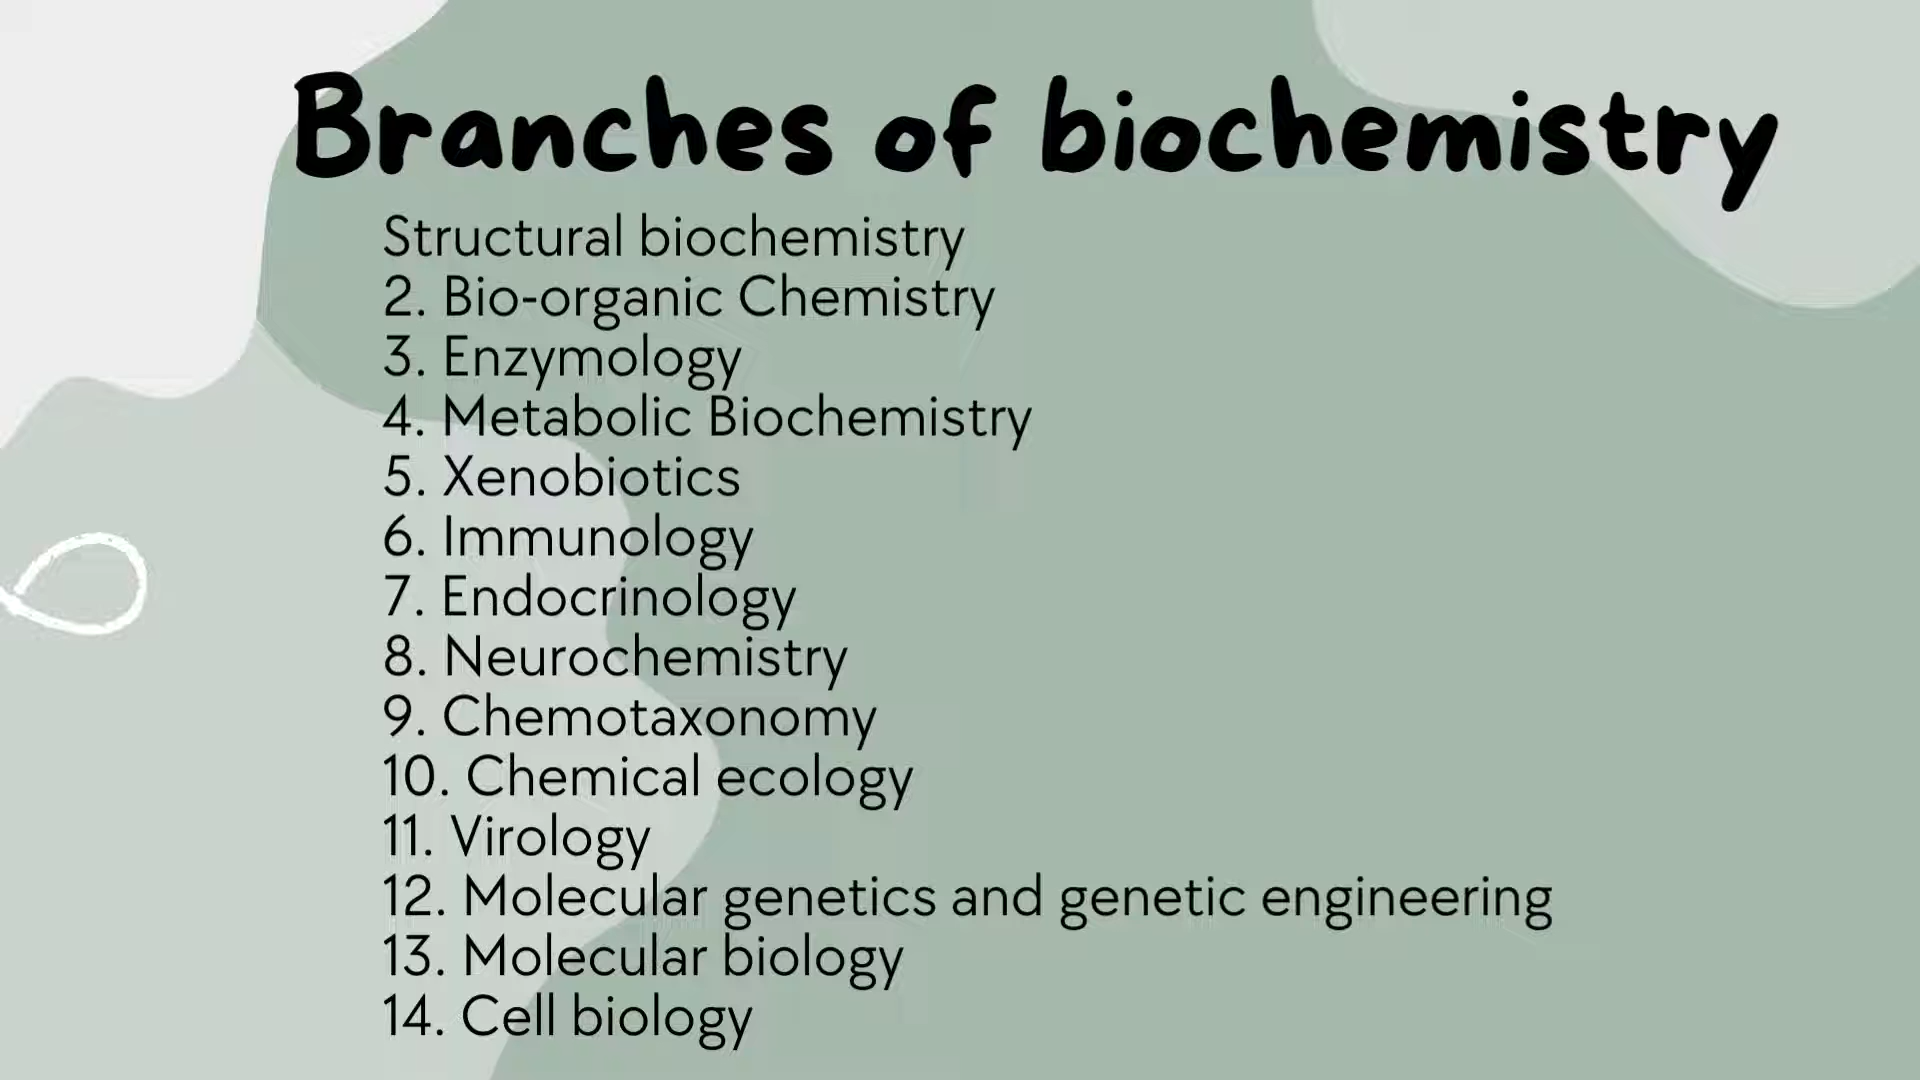 Branches of biochemistry
Structural biochemistry
2. Bio-organic Chemistry
3. Enzymology
4. Metabolic Biochemistry
5. Xenobiotics
6. Immunology
7. Endocrinology
8. Neurochemistry
9. Chemotaxonomy
10. Chemical ecology
11. Virology
12. Molecular genetics and genetic engineering
13. Molecular biology
14. Cell biology